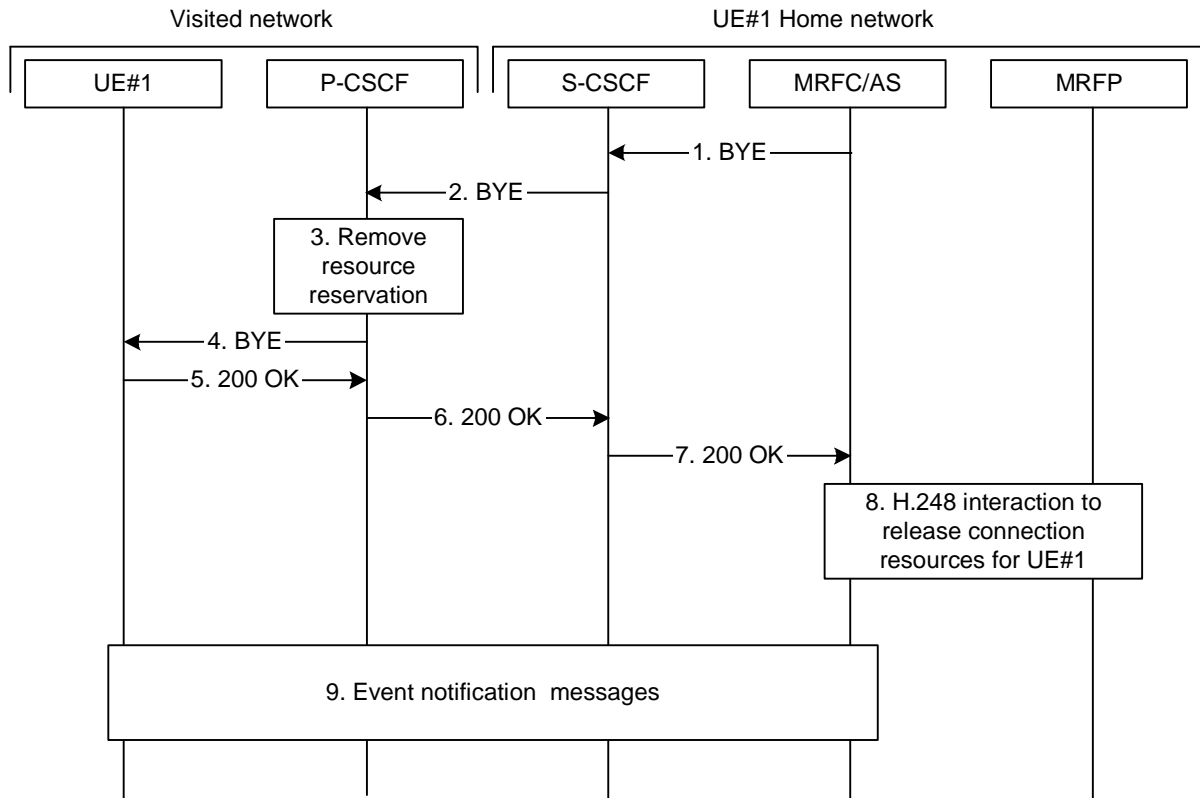 Visited network
UE#1 Home network
UE#1
P-CSCF
S-CSCF
MRFC/AS
MRFP
1. BYE
2. BYE
3. Remove
resource
reservation
4. BYE
5. 200 OK
6. 200 OK
7. 200 OK
8. H.248 interaction to
release connection
resources for UE#1
9. Event notification messages